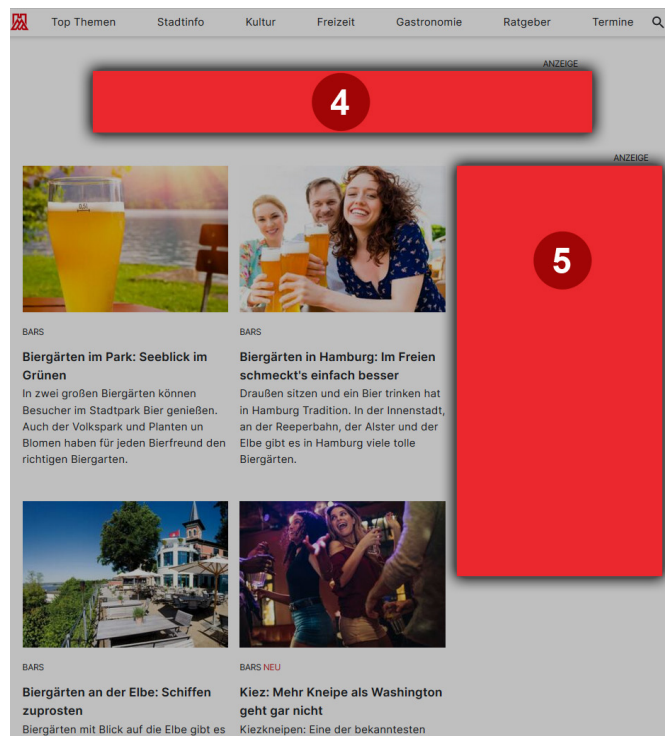 Top Themen Stadtinfo Kultur Freizeit Gastronomie Ratgeber Termine
ANZEIGE
4
ANZEIGE
5
BARS
Biergärten im Park: Seeblick im
Grünen
In zwei großen Biergärten können
Besucher im Stadtpark Bier genießen.
Auch der Volkspark und Planten un
Blomen haben für jeden Bierfreund den
richtigen Biergarten.
BARS
Biergärten in Hamburg: Im Freien
schmeckt's einfach besser
Draußen sitzen und ein Bier trinken hat
in Hamburg Tradition. In der Innenstadt,
an der Reeperbahn, der Alster und der
Elbe gibt es in Hamburg viele tolle
Biergärten.
BARS
Biergärten an der Elbe: Schiffen
zuprosten
Biergärten mit Blick auf die Elbe gibt es
BARS NEU
Kiez: Mehr Kneipe als Washington
geht gar nicht
Kiezkneipen: Eine der bekanntesten